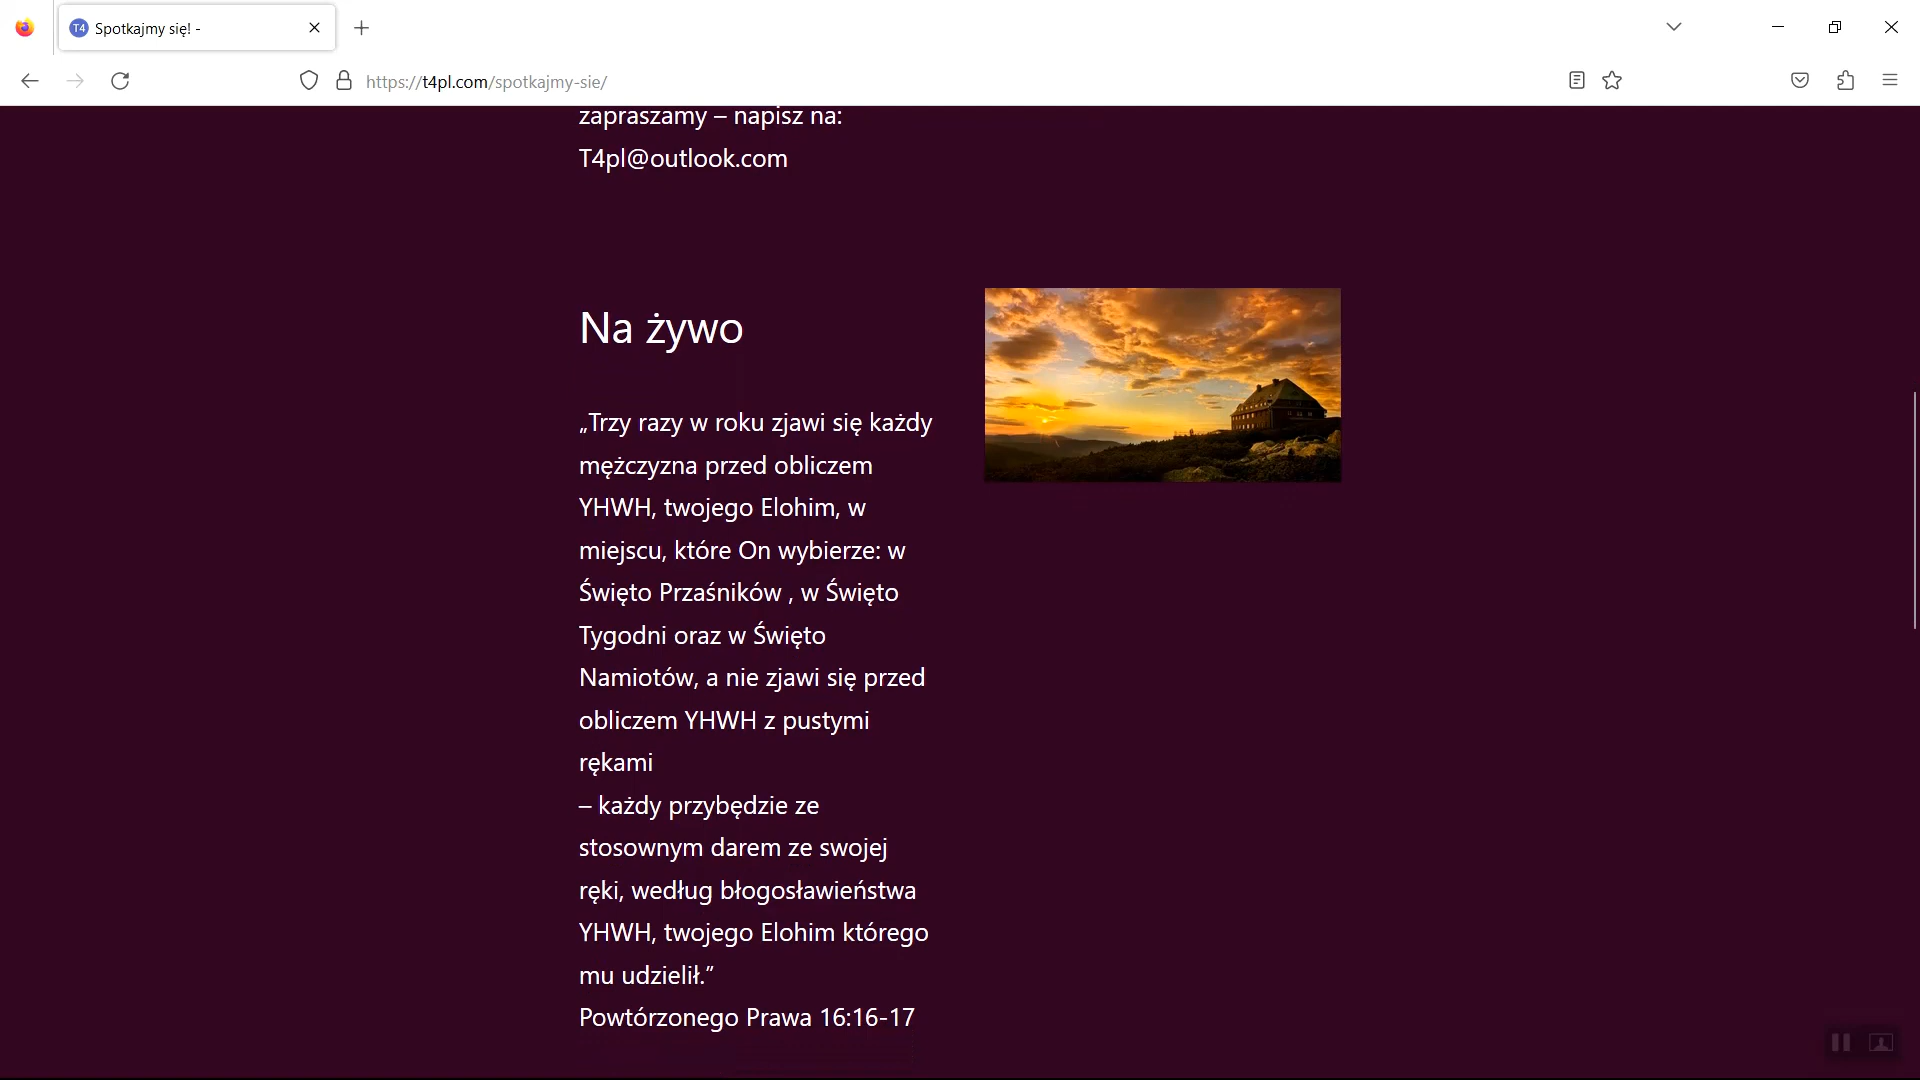 T4 Spotkajmy się! -
https://t4pl.com/spotkajmy-sie/
zapraszamy – napisz na:
T4pl@outlook.com
Na żywo
„Trzy razy w roku zjawi się każdy
mężczyzna przed obliczem
YHWH, twojego Elohim, w
miejscu, które On wybierze: w
Święto Przaśników , w Święto
Tygodni oraz w Święto
Namiotów, a nie zjawi się przed
obliczem YHWH z pustymi
rękami
– każdy przybędzie ze
stosownym darem ze swojej
ręki, według błogosławieństwa
YHWH, twojego Elohim którego
mu udzielił.”
Powtórzonego Prawa 16:16-17